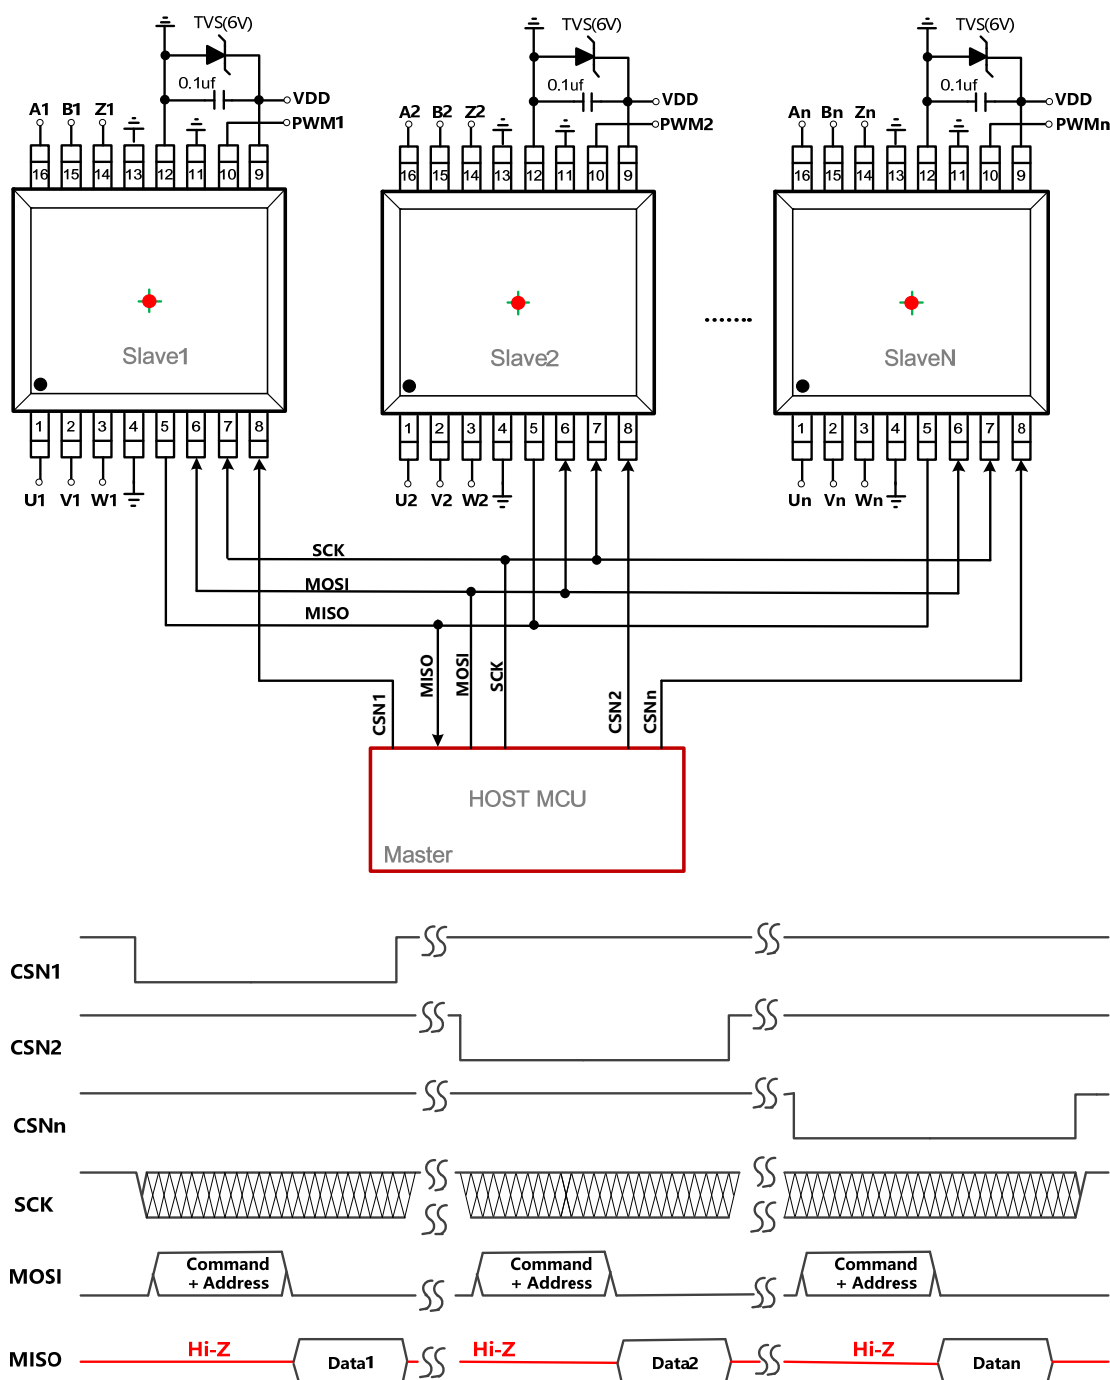 TVS(6V) TVS(6V) TVS(6V)
0.1uf 0.1uf 0.1uf
A1 B1 Z1 VDD A2 B2 Z2 VDD An Bn Zn VDD
PWM1 PWM2 PWMn
16 15 14 13 12 11 10 9 16 15 14 13 12 11 10 9 16 15 14 13 12 11 10 9
.......
Slave1 Slave2 SlaveN
1 2 3 4 5 6 7 8 1 2 3 4 5 6 7 8 1 2 3 4 5 6 7 8
U1 V1 W1 U2 V2 W2 Un Vn Wn
SCK
MOSI
MISO
CSN1 MISO MOSI SCK CSN2 CSNn
HOST MCU
Master
CSN1
CSN2
CSNn
SCK
MOSI Command + Address Command + Address Command + Address
MISO Hi-Z Data1 Hi-Z Data2 Hi-Z Datan